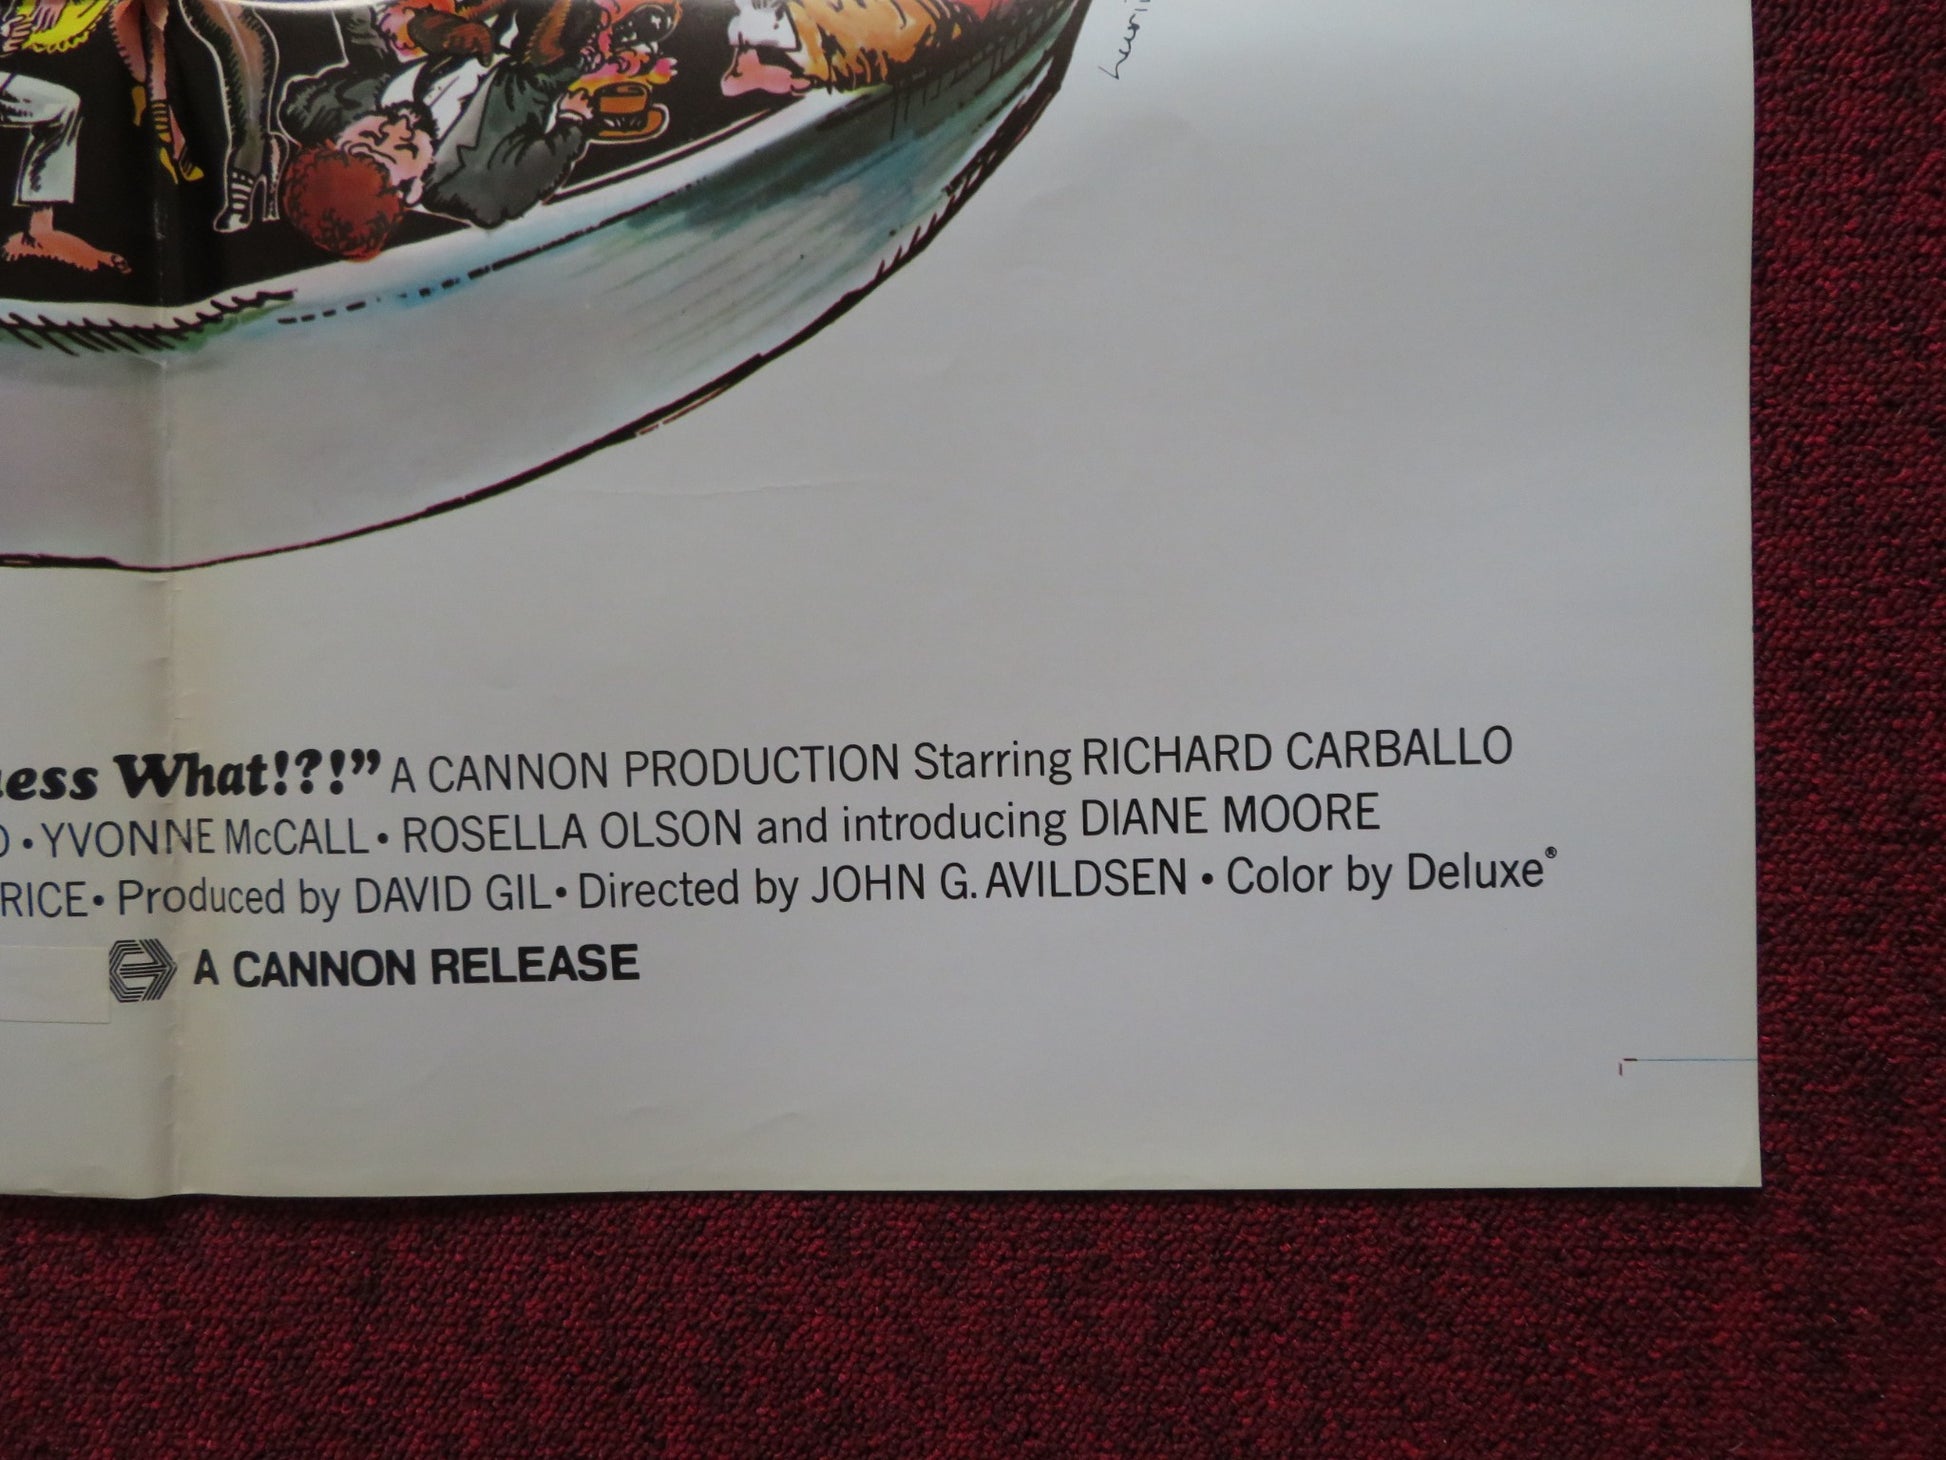 What!?!” A CANNON PRODUCTION Starring RICHARD CARBALLO
• YVONNE McCALL • ROSELLA OLSON and introducing DIANE MOORE
RICE • Produced by DAVID GIL • Directed by JOHN G. AVILDSEN • Color by Deluxe®
A CANNON RELEASE